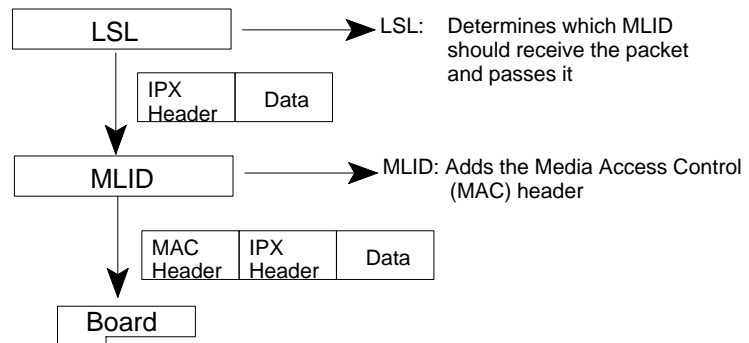 LSL
LSL: Determines which MLID
should receive the packet
and passes it
IPX
Header
Data
MLID
MLID: Adds the Media Access Control
(MAC) header
MAC
Header
IPX
Header
Data
Board